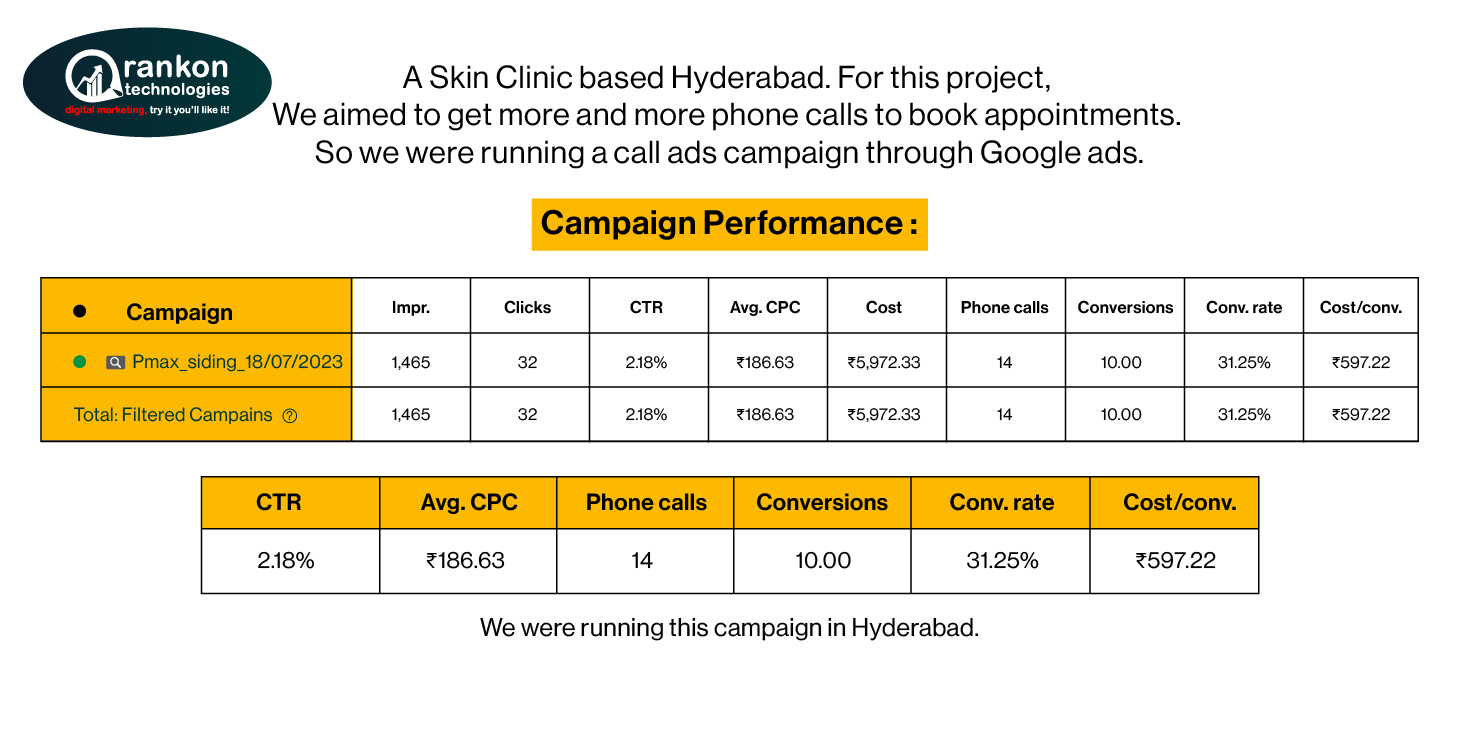 rankon
technologies
digital marketing, try it you'll like it!
A Skin Clinic based Hyderabad. For this project,
We aimed to get more and more phone calls to book appointments.
So we were running a call ads campaign through Google ads.
Campaign Performance :
Campaign Impr. Clicks CTR Avg. CPC Cost Phone calls Conversions Conv. rate Cost/conv.
Pmax_siding_18/07/2023 1,465 32 2.18% ₹186.63 ₹5,972.33 14 10.00 31.25% ₹597.22
Total: Filtered Campains ? 1,465 32 2.18% ₹186.63 ₹5,972.33 14 10.00 31.25% ₹597.22
CTR Avg. CPC Phone calls Conversions Conv. rate Cost/conv.
2.18% ₹186.63 14 10.00 31.25% ₹597.22
We were running this campaign in Hyderabad.